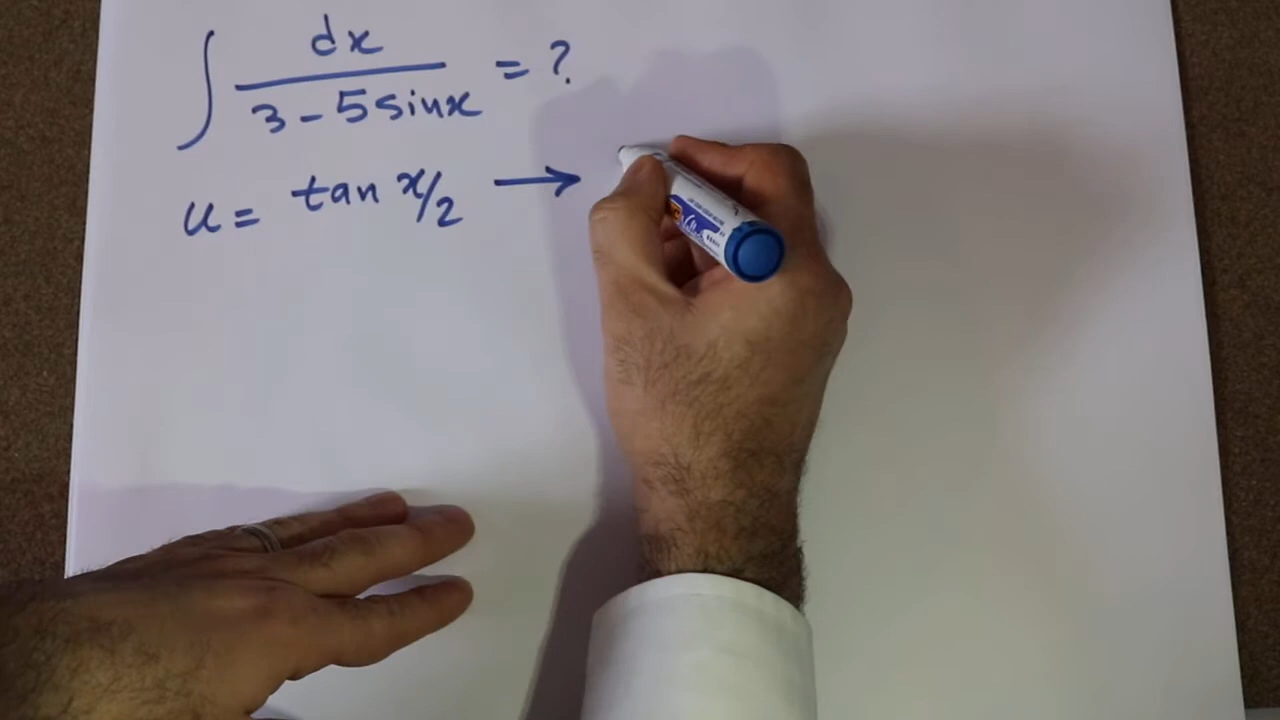 ∫ dx / (3 - 5sinx) = ?
u = tan x/2 →